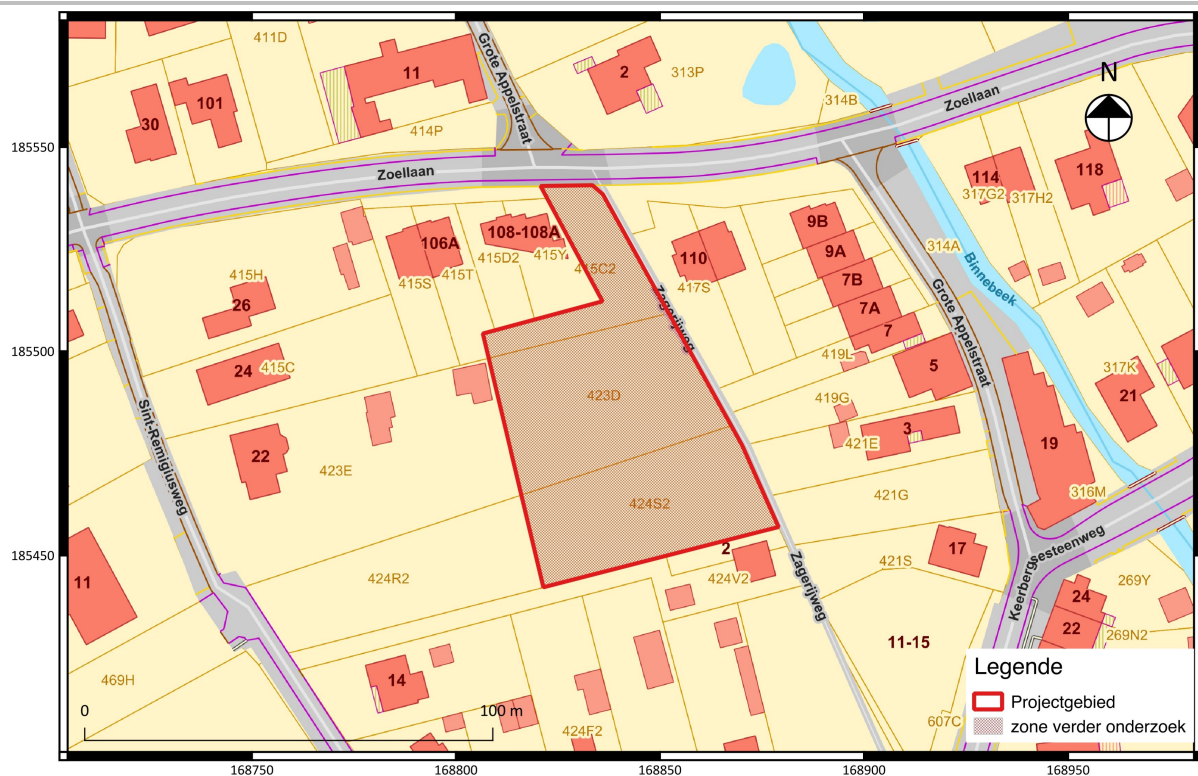 411D
Grote Appelstraat
11
2
313P
N
101
30
314B
Zoellaan
414P
185550
Zoellaan
114
118
317G2
317H2
9B
108-108A
106A
415Y
415D2
415T
415S
415C2
110
417S
9A
314A
Binnebeek
415H
26
7B
Zagerijweg
7A
Grote Appelstraat
7
185500
419L
24
415C
5
317K
21
423D
419G
Sint-Remigiusweg
3
421E
22
423E
19
421G
424S2
316M
185450
2
17
421S
Keerbergsesteenweg
11
424R2
424V2
Zagerijweg
269Y
24
22
269N2
11-15
469H
14
Legende
Projectgebied
zone verder onderzoek
0
100 m
424F2
607C
168750
168800
168850
168900
168950